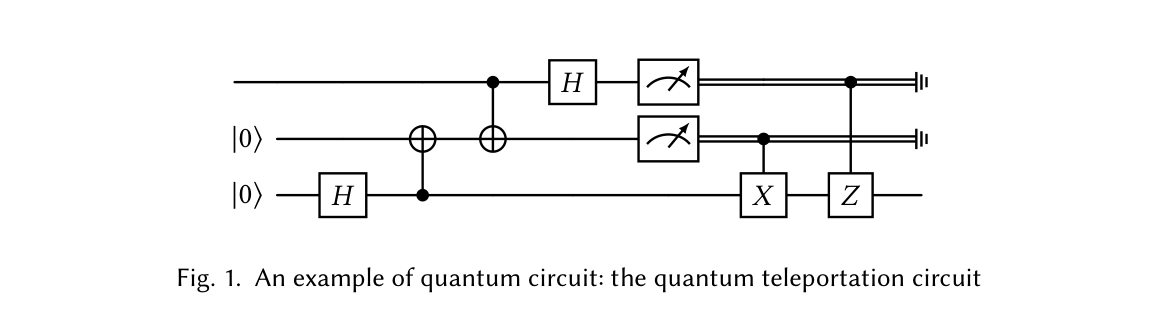 H
|0⟩
|0⟩ H X Z
Fig. 1. An example of quantum circuit: the quantum teleportation circuit